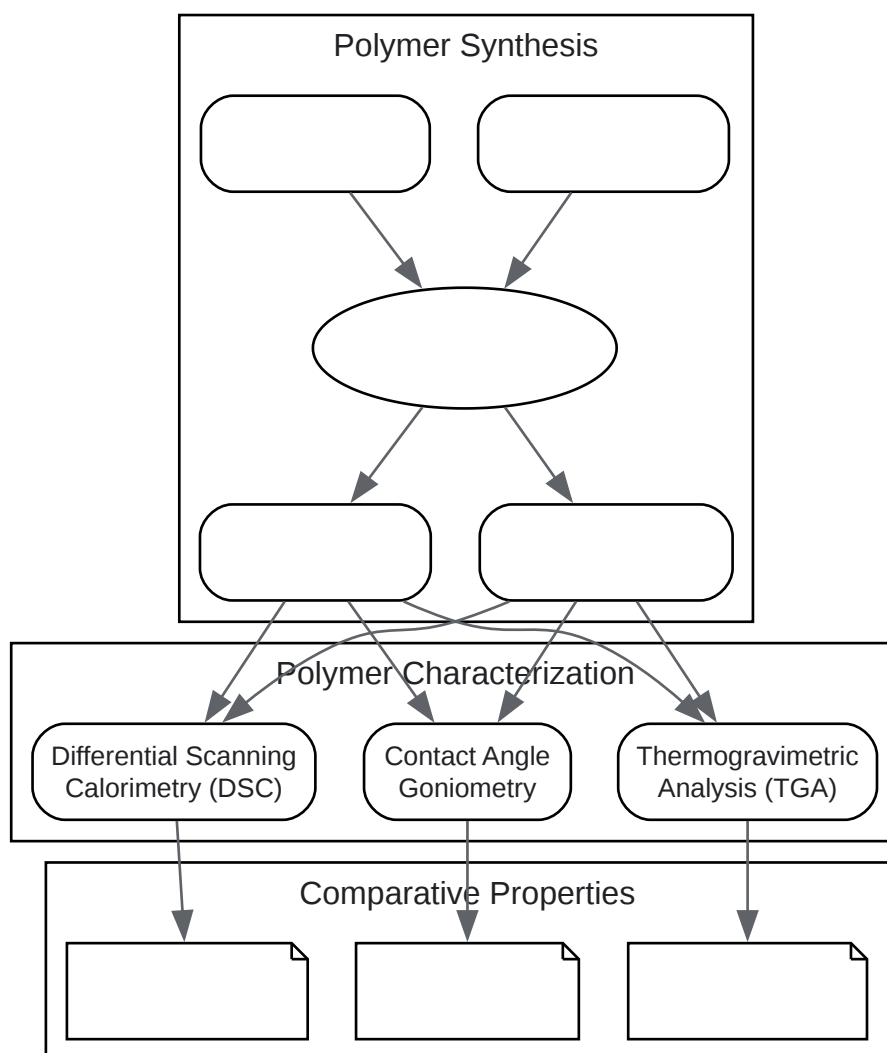 Polymer Synthesis
Polymer Characterization
Differential Scanning
Calorimetry (DSC)
Contact Angle
Goniometry
Thermogravimetric
Analysis (TGA)
Comparative Properties